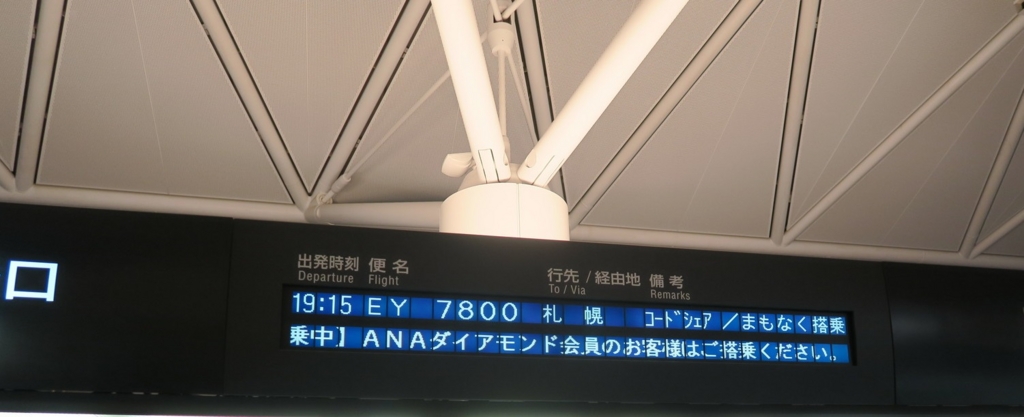 口
出発時刻 便名 行先/経由地 備考
Departure Flight To/Via Remarks
19:15 EY 7800 札幌 コードシェア/まもなく搭乗
乗中】ANAダイアモンド会員のお客様はご搭乗ください。